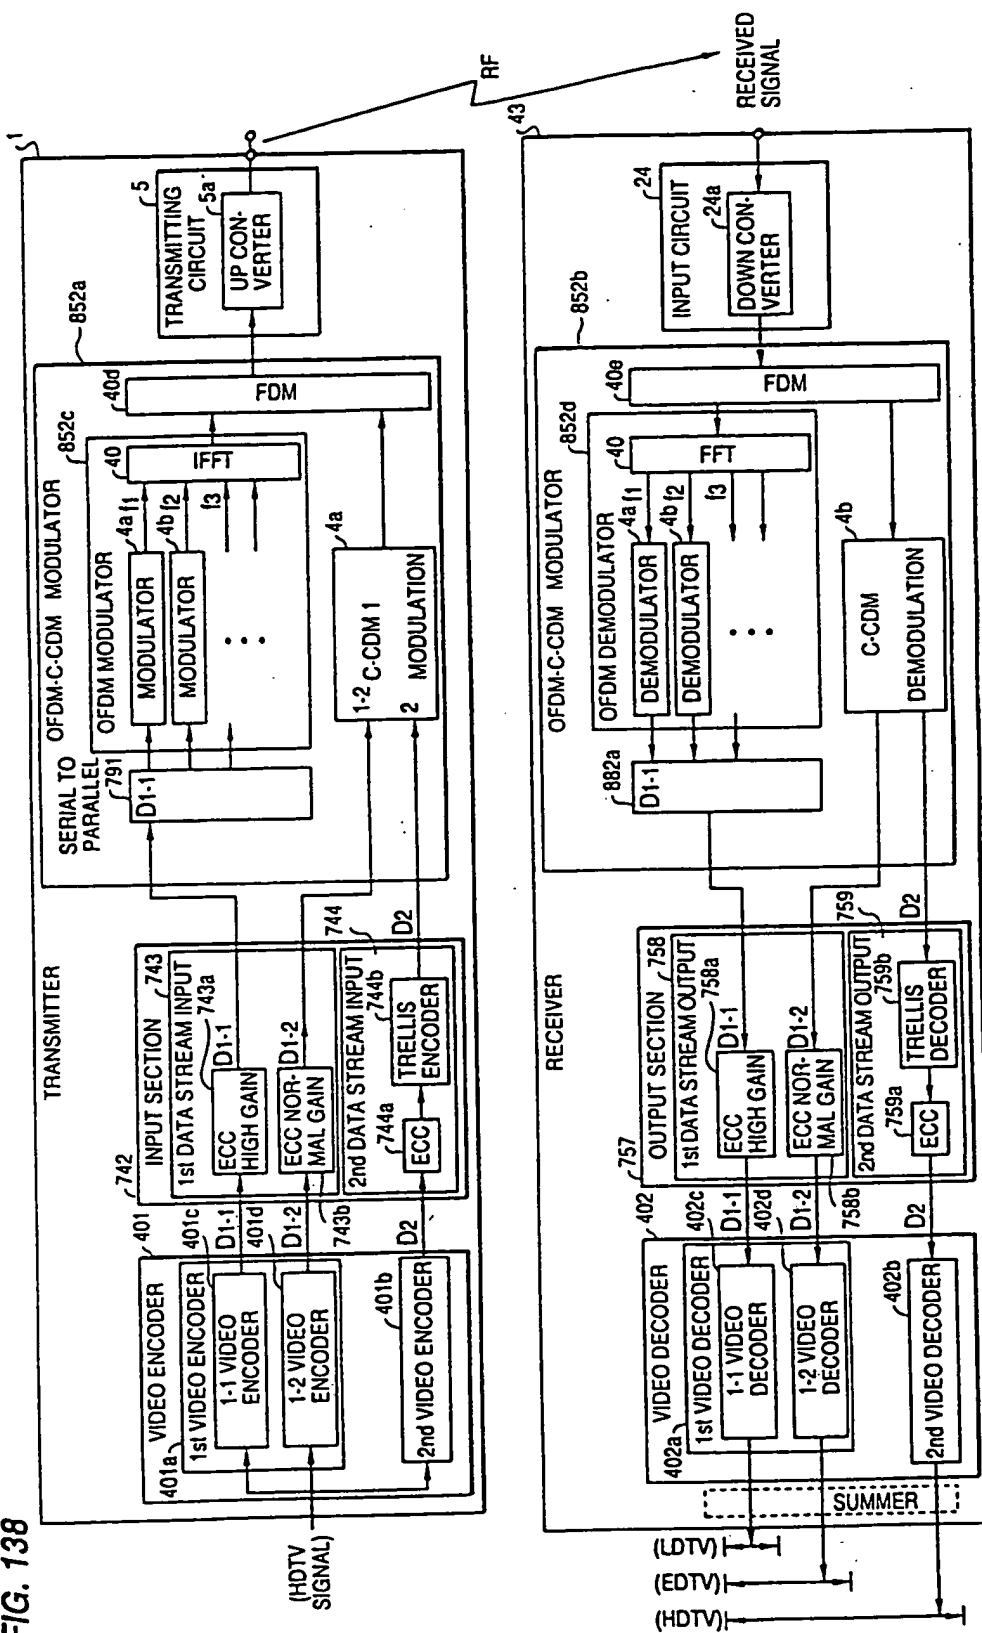 FIG. 138
TRANSMITTER
1
(HDTV
SIGNAL)
VIDEO ENCODER
401
401a
1st VIDEO ENCODER
401c
1-1 VIDEO
ENCODER
401d
1-2 VIDEO
ENCODER
401b
2nd VIDEO ENCODER
D1-1
D1-2
D2
742
INPUT SECTION
743
1st DATA STREAM INPUT
743a
ECC
HIGH GAIN
D1-1
ECC NOR-
MAL GAIN
D1-2
743b
744
2nd DATA STREAM INPUT
744a
ECC
744b
TRELLIS
ENCODER
D2
852a
OFDM-C-CDM MODULATOR
SERIAL TO
PARALLEL
791
D1-1
852c
OFDM MODULATOR
MODULATOR
4a
f1
MODULATOR
4b
f2
f3
40
IFFT
4a
1-2
C-CDM 1
2
MODULATION
40d
FDM
5
TRANSMITTING
CIRCUIT
5a
UP CON-
VERTER
RF
RECEIVED
SIGNAL
RECEIVER
43
24
INPUT CIRCUIT
24a
DOWN CON-
VERTER
852b
OFDM-C-CDM MODULATOR
40e
FDM
852d
OFDM DEMODULATOR
40
FFT
DEMODULATOR
4a
f1
DEMODULATOR
4b
f2
f3
882a
D1-1
4b
C-CDM
DEMODULATION
757
OUTPUT SECTION
758
1st DATA STREAM OUTPUT
758a
ECC
HIGH GAIN
D1-1
ECC NOR-
MAL GAIN
D1-2
758b
759
2nd DATA STREAM OUTPUT
759a
ECC
759b
TRELLIS
DECODER
D2
D1-1
D1-2
D2
402
VIDEO DECODER
402a
1st VIDEO DECODER
402c
1-1 VIDEO
DECODER
402d
1-2 VIDEO
DECODER
402b
2nd VIDEO DECODER
SUMMER
(LDTV)
(EDTV)
(HDTV)